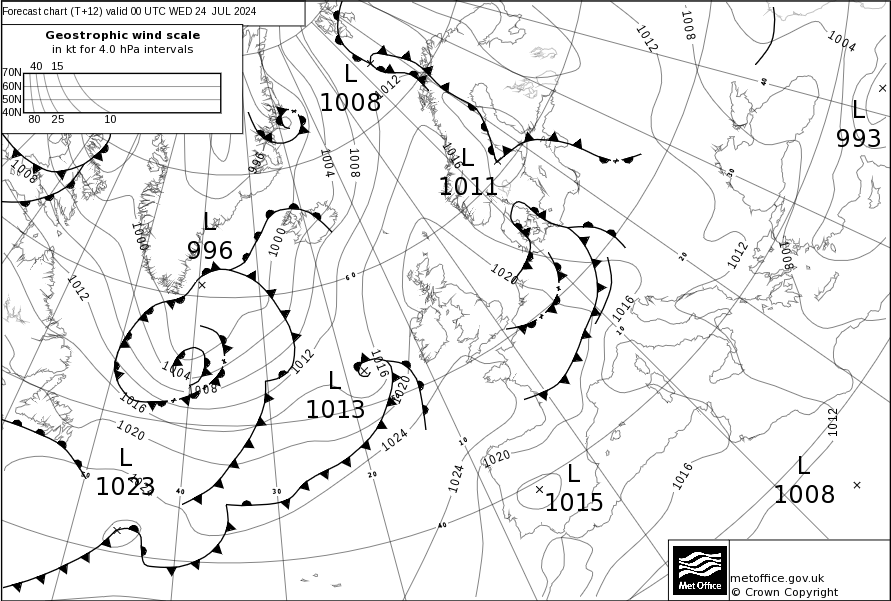 Forecast chart (T+12) valid 00 UTC WED 24 JUL 2024
Geostrophic wind scale
in kt for 4.0 hPa intervals
40 15
70N
60N
50N
40N
80 25 10
L
1008
L
993
L
1011
L
996
L
1013
L
1023
L
1015
L
1008
1012
1008
1004
1012
1016
1004
1008
996
1008
1000
1000
1012
1020
1016
1012
1008
1012
1004
1008
1016
1020
1012
1016
1020
1024
1024
1020
1016
1012
40
30
20
10
60
50
40
30
20
10
40
metoffice.gov.uk
© Crown Copyright
Met Office